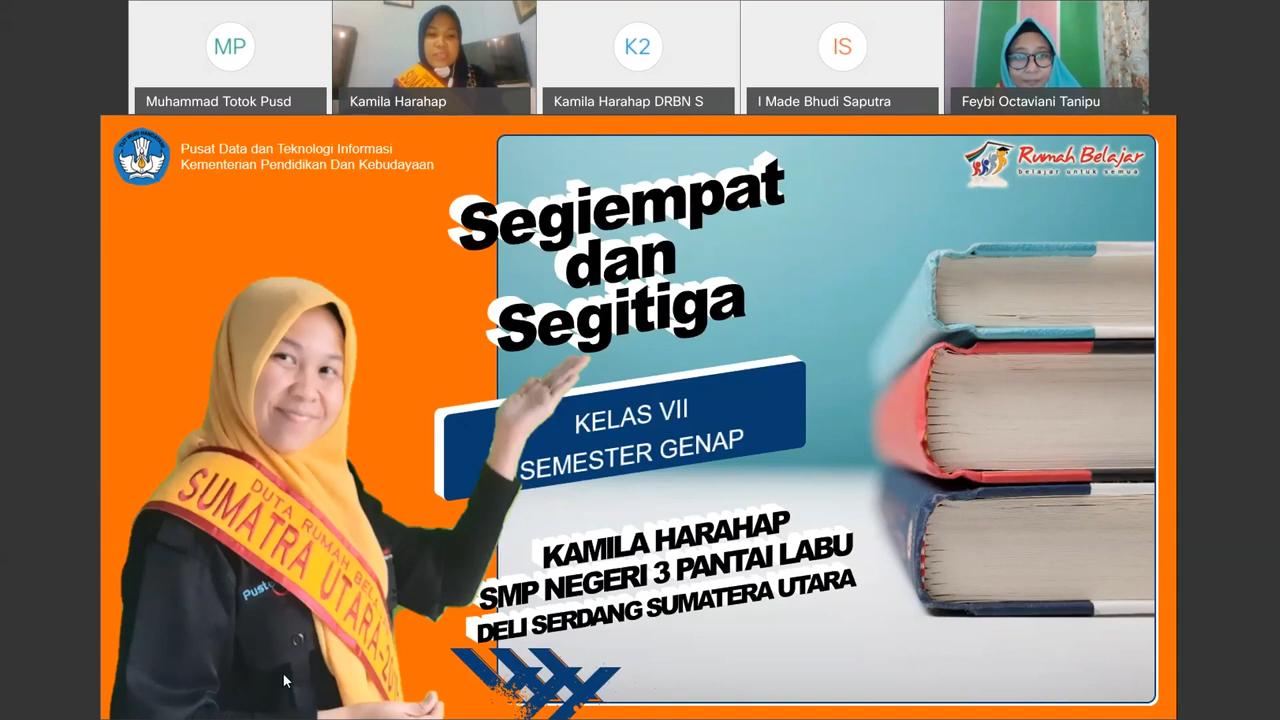 MP
Muhammad Totok Pusd
Kamila Harahap
K2
Kamila Harahap DRBN S
IS
I Made Bhudi Saputra
Feybi Octaviani Tanipu
Pusat Data dan Teknologi Informasi
Kementerian Pendidikan Dan Kebudayaan
Rumah Belajar
belajar untuk semua
Segiempat
dan
Segitiga
KELAS VII
SEMESTER GENAP
KAMILA HARAHAP
SMP NEGERI 3 PANTAI LABU
DELI SERDANG SUMATERA UTARA
DUTA RUMAH BELA
SUMATRA UTARA-20
Puste